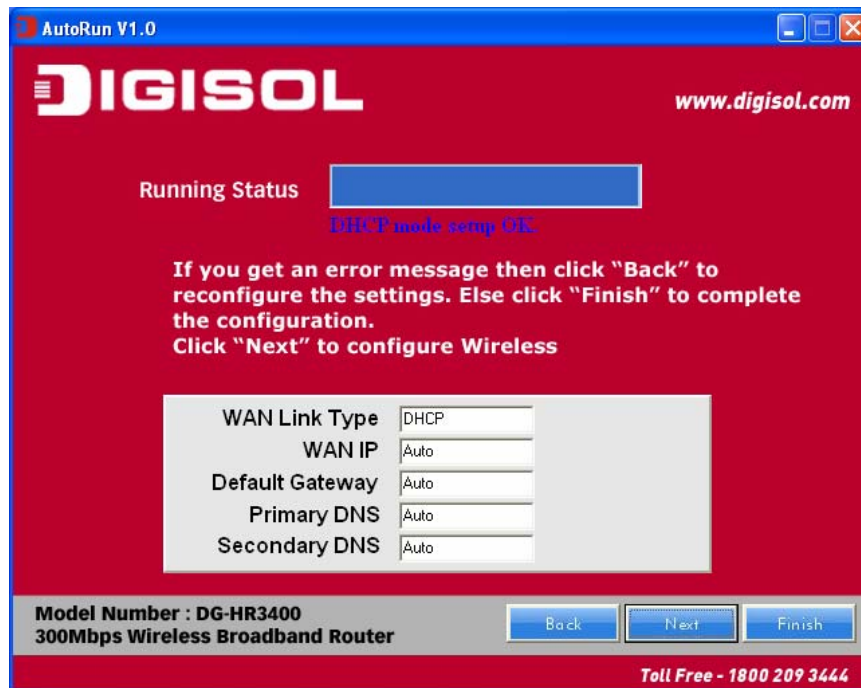 AutoRun V1.0
DIGISOL
www.digisol.com
Running Status
DHCP mode setup OK.
If you get an error message then click “Back” to
reconfigure the settings. Else click “Finish” to complete
the configuration.
Click “Next” to configure Wireless
WAN Link Type DHCP
WAN IP Auto
Default Gateway Auto
Primary DNS Auto
Secondary DNS Auto
Model Number : DG-HR3400
300Mbps Wireless Broadband Router
Back Next Finish
Toll Free - 1800 209 3444